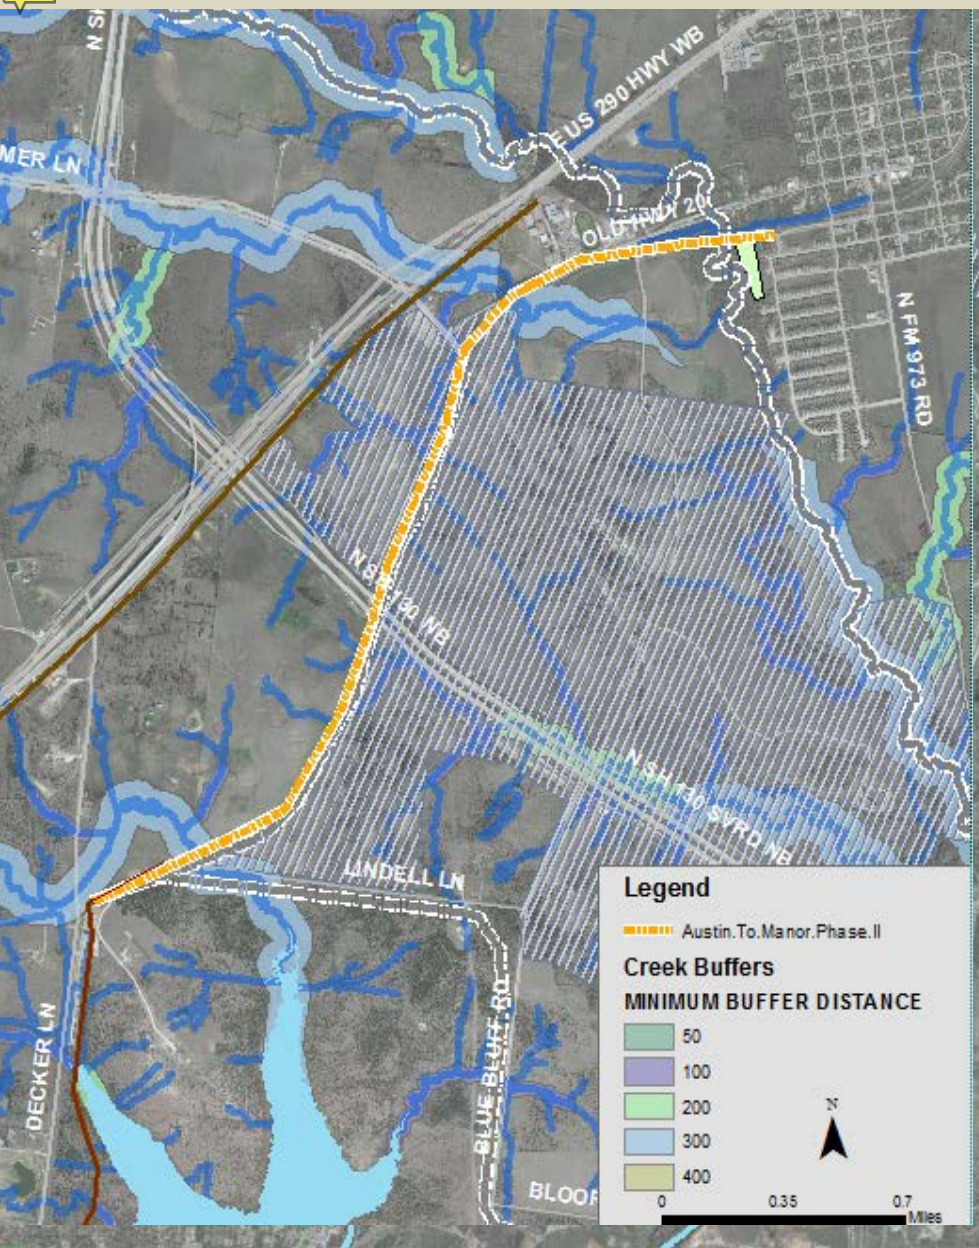 N SH
E US 290 HWY WB
MER LN
OLD HWY 20
N FM 973 RD
N SH 130 NB
N SH 130 SVRD NB
LINDELL LN
DECKER LN
BLUE BLUFF RD
BLOOR
Legend
Austin.To.Manor.Phase.II
Creek Buffers
MINIMUM BUFFER DISTANCE
50
100
200
300
400
N
0 0.35 0.7
Miles